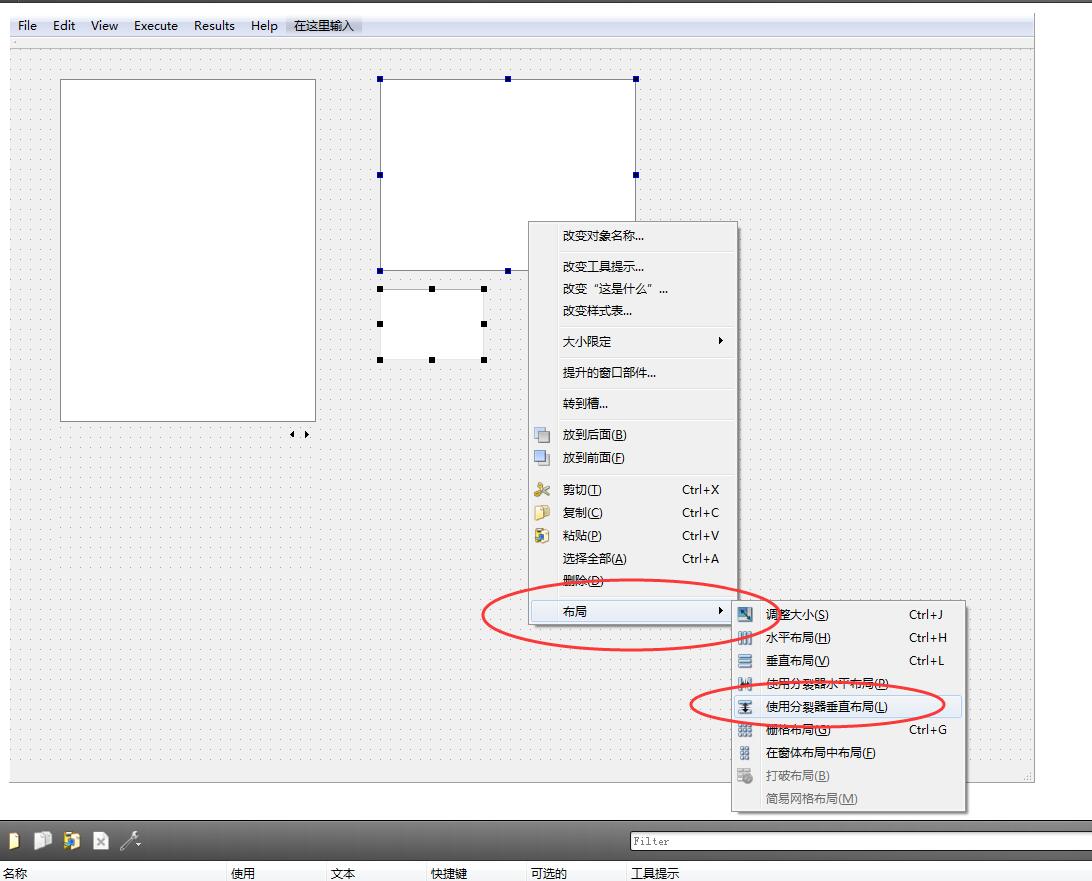 File Edit View Execute Results Help 在这里输入
改变对象名称...
改变工具提示...
改变“这是什么”...
改变样式表...
大小限定
提升的窗口部件...
转到槽...
放到后面(B)
放到前面(F)
剪切(T) Ctrl+X
复制(C) Ctrl+C
粘贴(P) Ctrl+V
选择全部(A) Ctrl+A
删除(D)
布局
调整大小(S) Ctrl+J
水平布局(H) Ctrl+H
垂直布局(V) Ctrl+L
使用分裂器水平布局(P)
使用分裂器垂直布局(L)
栅格布局(G) Ctrl+G
在窗体布局中布局(F)
打破布局(B)
简易网格布局(M)
Filter
名称 使用 文本 快捷键 可选的 工具提示